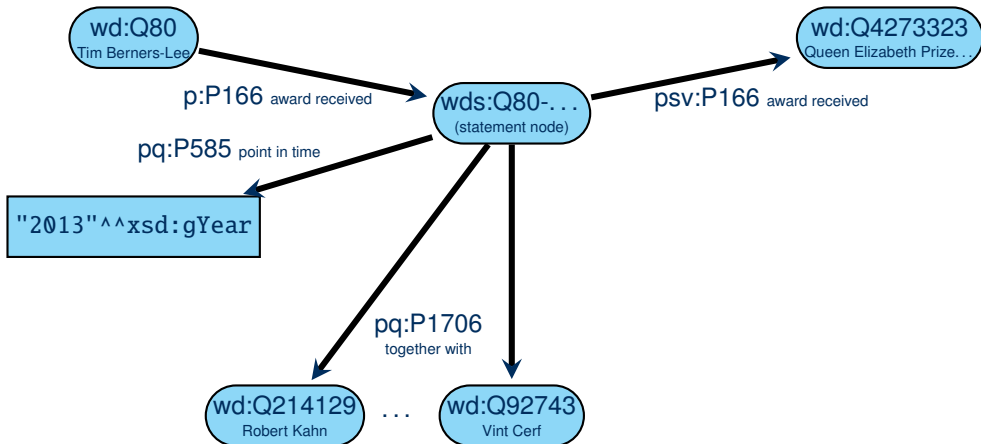 wd:Q80
Tim Berners-Lee
wd:Q4273323
Queen Elizabeth Prize...
p:P166 award received
wds:Q80-...
(statement node)
psv:P166 award received
pq:P585 point in time
"2013"^^xsd:gYear
pq:P1706
together with
wd:Q214129
Robert Kahn
...
wd:Q92743
Vint Cerf